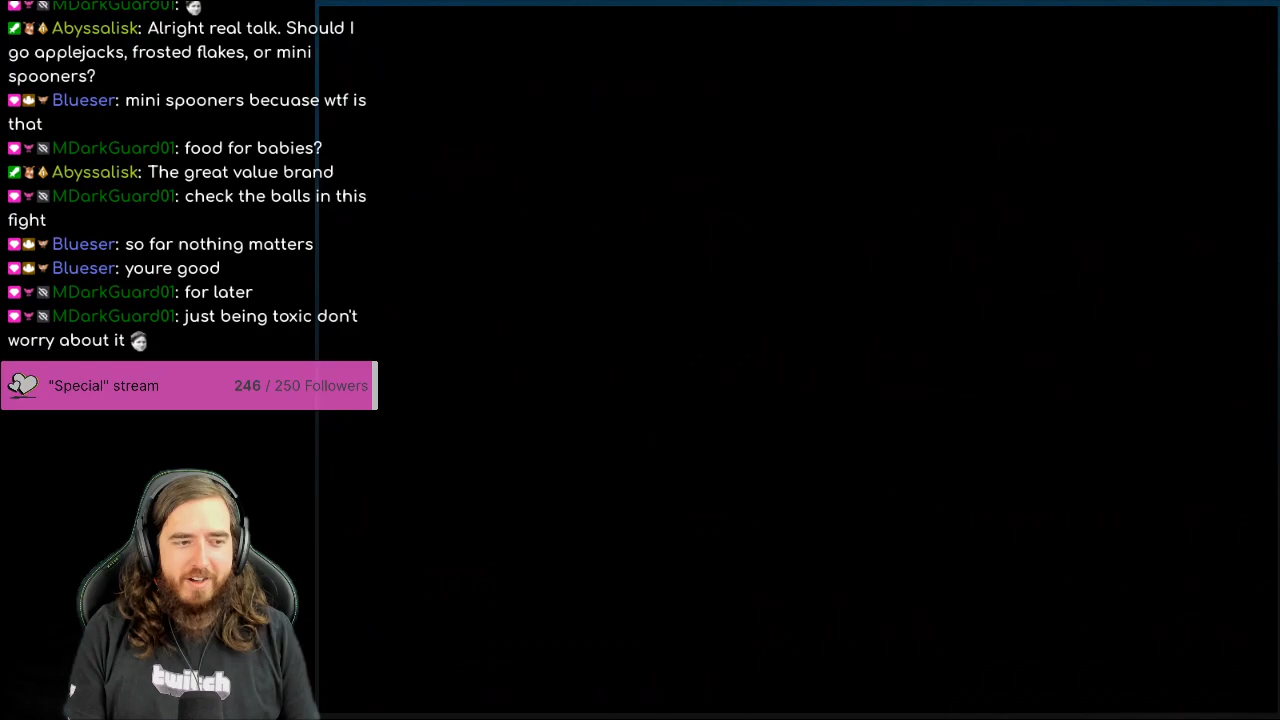 MDarkGuard01:
Abyssalisk: Alright real talk. Should I
go applejacks, frosted flakes, or mini
spooners?
Blueser: mini spooners becuase wtf is
that
MDarkGuard01: food for babies?
Abyssalisk: The great value brand
MDarkGuard01: check the balls in this
fight
Blueser: so far nothing matters
Blueser: youre good
MDarkGuard01: for later
MDarkGuard01: just being toxic don't
worry about it
"Special" stream 246 / 250 Followers
twitch